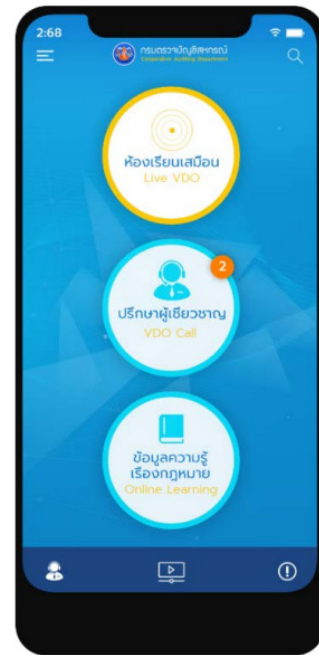 2:68
กรมตรวจบัญชีสหกรณ์
Cooperative Auditing Department
ห้องเรียนเสมือน
Live VDO
2
ปรึกษาผู้เชี่ยวชาญ
VDO Call
ข้อมูลความรู้
เรื่องกฎหมาย
Online Learning